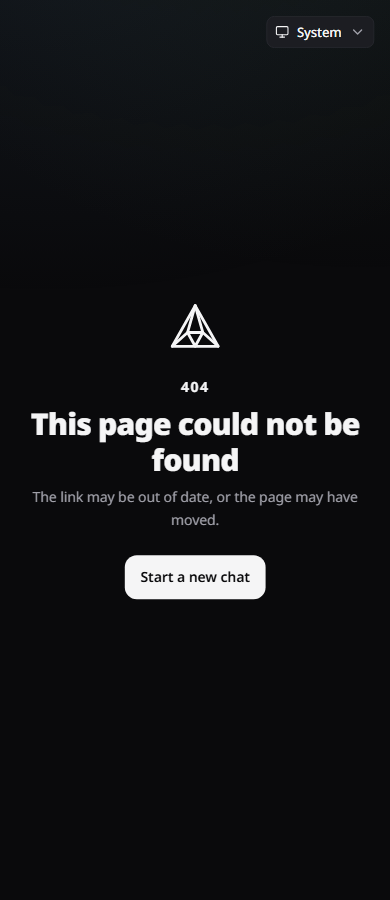 System
404
This page could not be
found
The link may be out of date, or the page may have
moved.
Start a new chat